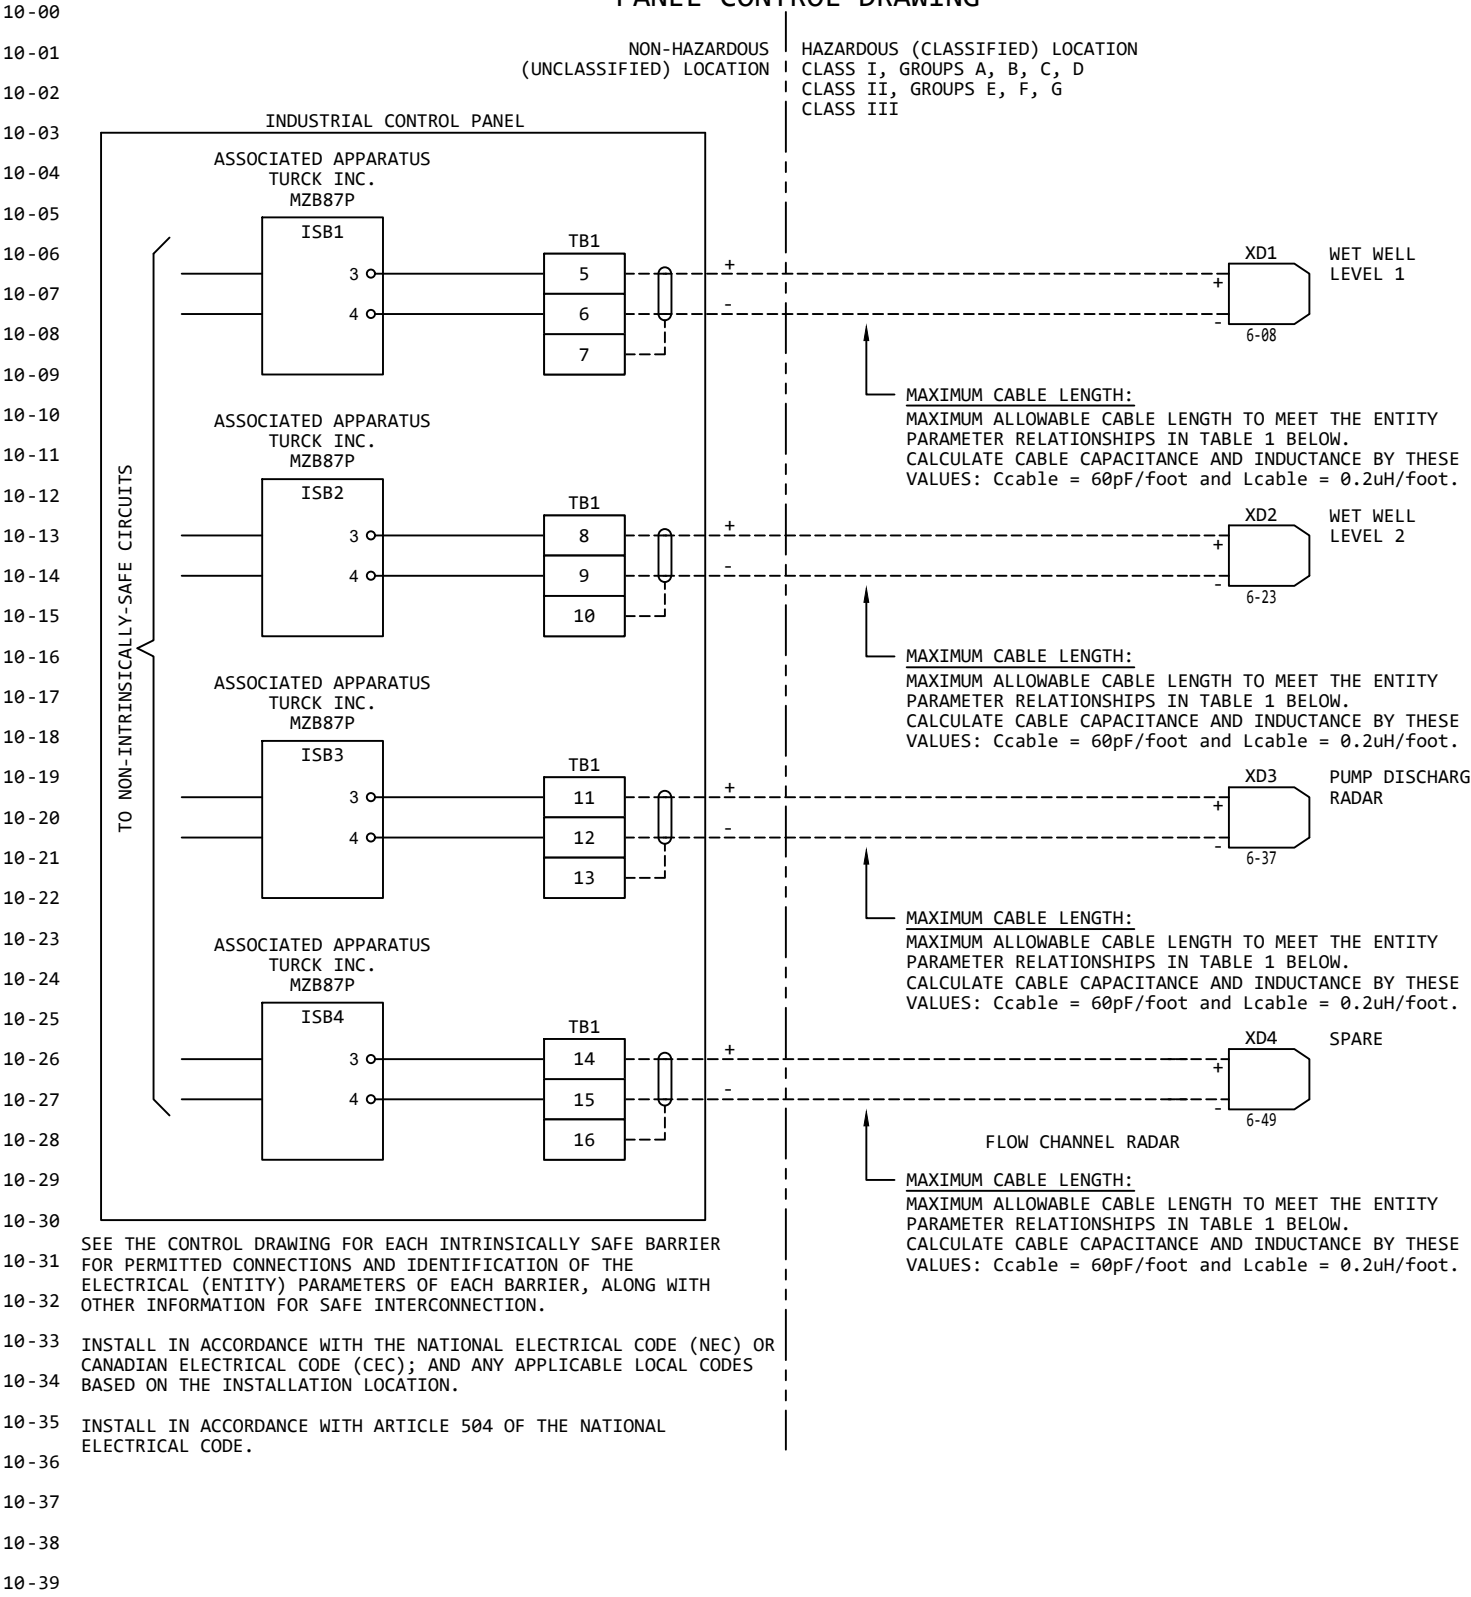 PANEL CONTROL DRAWING
10-00
10-01
10-02
10-03
10-04
10-05
10-06
10-07
10-08
10-09
10-10
10-11
10-12
10-13
10-14
10-15
10-16
10-17
10-18
10-19
10-20
10-21
10-22
10-23
10-24
10-25
10-26
10-27
10-28
10-29
10-30
10-31
10-32
10-33
10-34
10-35
10-36
10-37
10-38
10-39
NON-HAZARDOUS
(UNCLASSIFIED) LOCATION
HAZARDOUS (CLASSIFIED) LOCATION
CLASS I, GROUPS A, B, C, D
CLASS II, GROUPS E, F, G
CLASS III
INDUSTRIAL CONTROL PANEL
TO NON-INTRINSICALLY-SAFE CIRCUITS
ASSOCIATED APPARATUS
TURCK INC.
MZB87P
ISB1
3
4
TB1
5
6
7
+
-
+
-
XD1
6-08
WET WELL
LEVEL 1
MAXIMUM CABLE LENGTH:
MAXIMUM ALLOWABLE CABLE LENGTH TO MEET THE ENTITY
PARAMETER RELATIONSHIPS IN TABLE 1 BELOW.
CALCULATE CABLE CAPACITANCE AND INDUCTANCE BY THESE
VALUES: Ccable = 60pF/foot and Lcable = 0.2uH/foot.
ASSOCIATED APPARATUS
TURCK INC.
MZB87P
ISB2
3
4
TB1
8
9
10
+
-
+
-
XD2
6-23
WET WELL
LEVEL 2
MAXIMUM CABLE LENGTH:
MAXIMUM ALLOWABLE CABLE LENGTH TO MEET THE ENTITY
PARAMETER RELATIONSHIPS IN TABLE 1 BELOW.
CALCULATE CABLE CAPACITANCE AND INDUCTANCE BY THESE
VALUES: Ccable = 60pF/foot and Lcable = 0.2uH/foot.
ASSOCIATED APPARATUS
TURCK INC.
MZB87P
ISB3
3
4
TB1
11
12
13
+
-
+
-
XD3
6-37
PUMP DISCHARG
RADAR
MAXIMUM CABLE LENGTH:
MAXIMUM ALLOWABLE CABLE LENGTH TO MEET THE ENTITY
PARAMETER RELATIONSHIPS IN TABLE 1 BELOW.
CALCULATE CABLE CAPACITANCE AND INDUCTANCE BY THESE
VALUES: Ccable = 60pF/foot and Lcable = 0.2uH/foot.
ASSOCIATED APPARATUS
TURCK INC.
MZB87P
ISB4
3
4
TB1
14
15
16
+
-
+
-
XD4
6-49
SPARE
FLOW CHANNEL RADAR
MAXIMUM CABLE LENGTH:
MAXIMUM ALLOWABLE CABLE LENGTH TO MEET THE ENTITY
PARAMETER RELATIONSHIPS IN TABLE 1 BELOW.
CALCULATE CABLE CAPACITANCE AND INDUCTANCE BY THESE
VALUES: Ccable = 60pF/foot and Lcable = 0.2uH/foot.
SEE THE CONTROL DRAWING FOR EACH INTRINSICALLY SAFE BARRIER
FOR PERMITTED CONNECTIONS AND IDENTIFICATION OF THE
ELECTRICAL (ENTITY) PARAMETERS OF EACH BARRIER, ALONG WITH
OTHER INFORMATION FOR SAFE INTERCONNECTION.
INSTALL IN ACCORDANCE WITH THE NATIONAL ELECTRICAL CODE (NEC) OR
CANADIAN ELECTRICAL CODE (CEC); AND ANY APPLICABLE LOCAL CODES
BASED ON THE INSTALLATION LOCATION.
INSTALL IN ACCORDANCE WITH ARTICLE 504 OF THE NATIONAL
ELECTRICAL CODE.